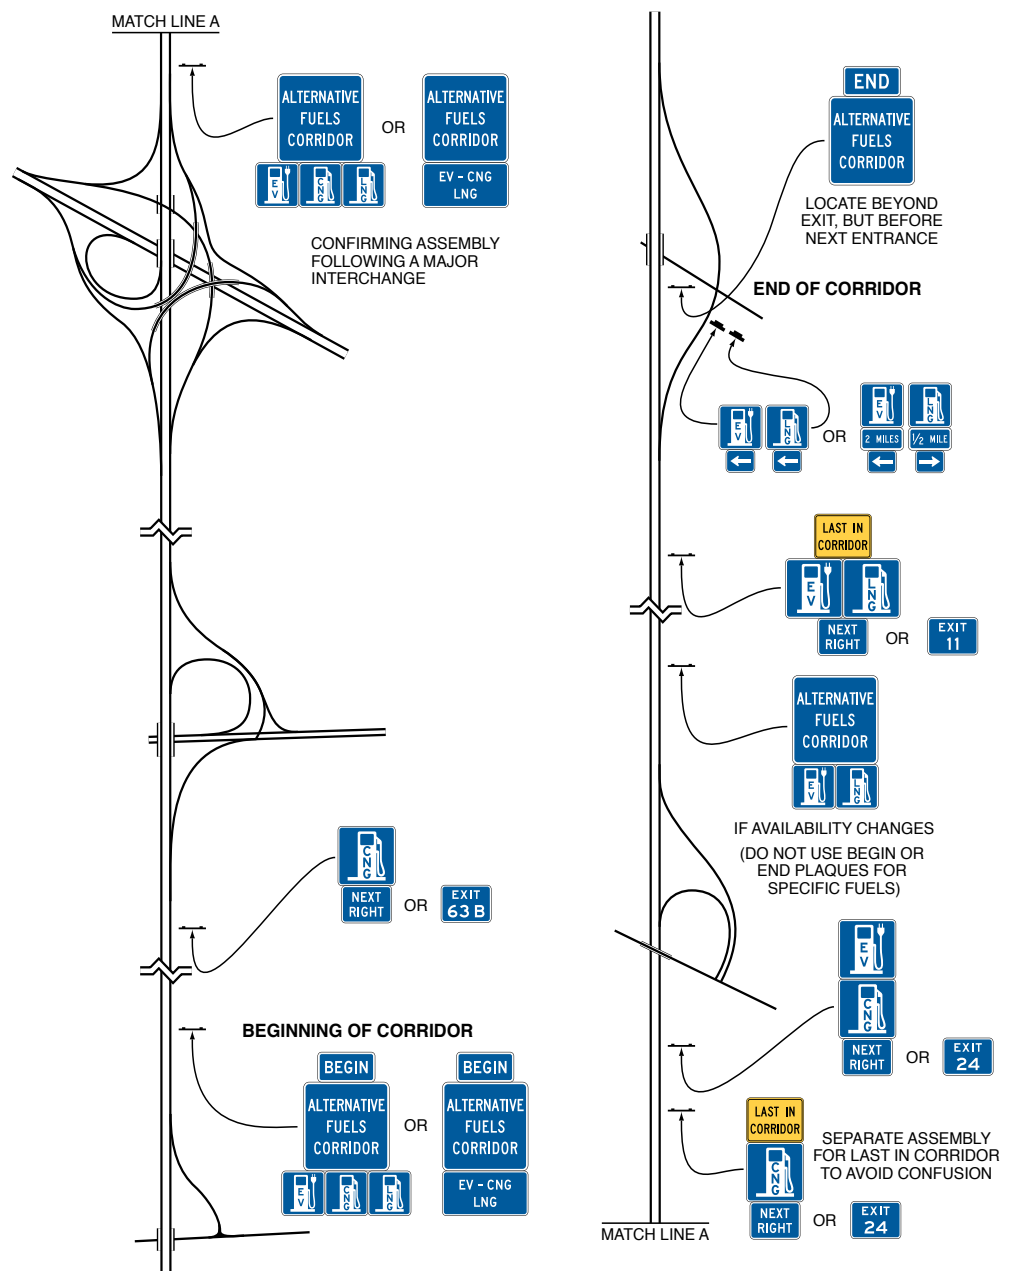 MATCH LINE A
ALTERNATIVE
FUELS
CORRIDOR
EV
CNG
LNG
OR
ALTERNATIVE
FUELS
CORRIDOR
EV – CNG
LNG
CONFIRMING ASSEMBLY
FOLLOWING A MAJOR
INTERCHANGE
CNG
NEXT
RIGHT
OR
EXIT
63 B
BEGINNING OF CORRIDOR
BEGIN
ALTERNATIVE
FUELS
CORRIDOR
EV
CNG
LNG
OR
BEGIN
ALTERNATIVE
FUELS
CORRIDOR
EV – CNG
LNG
END
ALTERNATIVE
FUELS
CORRIDOR
LOCATE BEYOND
EXIT, BUT BEFORE
NEXT ENTRANCE
END OF CORRIDOR
EV
LNG
OR
EV
2 MILES
LNG
1/2 MILE
LAST IN
CORRIDOR
EV
LNG
NEXT
RIGHT
OR
EXIT
11
ALTERNATIVE
FUELS
CORRIDOR
EV
LNG
IF AVAILABILITY CHANGES
(DO NOT USE BEGIN OR
END PLAQUES FOR
SPECIFIC FUELS)
EV
CNG
NEXT
RIGHT
OR
EXIT
24
LAST IN
CORRIDOR
CNG
NEXT
RIGHT
OR
EXIT
24
SEPARATE ASSEMBLY
FOR LAST IN CORRIDOR
TO AVOID CONFUSION
MATCH LINE A